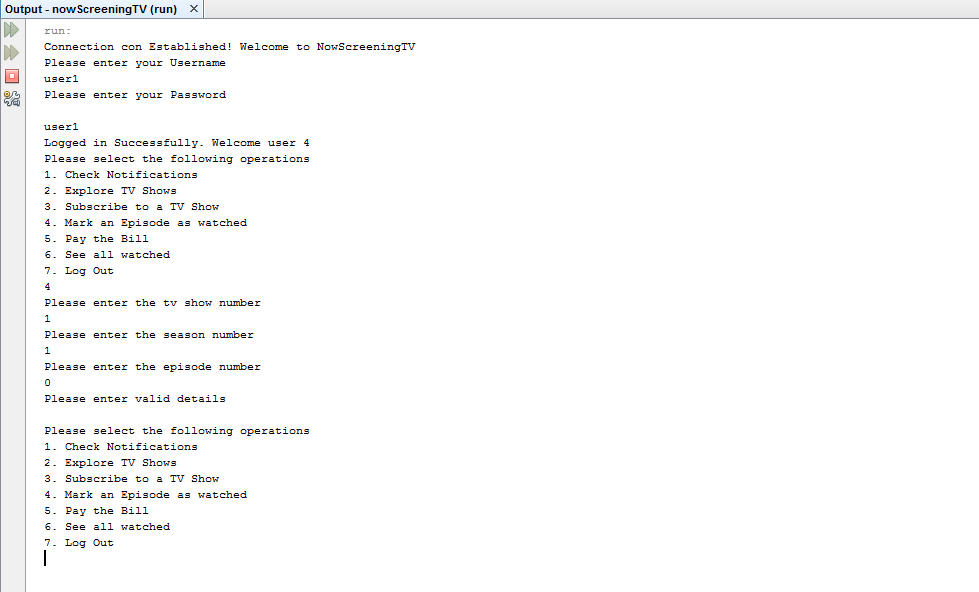 Output - nowScreeningTV (run)
run:
Connection con Established! Welcome to NowScreeningTV
Please enter your Username
user1
Please enter your Password
user1
Logged in Successfully. Welcome user 4
Please select the following operations
1. Check Notifications
2. Explore TV Shows
3. Subscribe to a TV Show
4. Mark an Episode as watched
5. Pay the Bill
6. See all watched
7. Log Out
4
Please enter the tv show number
1
Please enter the season number
1
Please enter the episode number
0
Please enter valid details
Please select the following operations
1. Check Notifications
2. Explore TV Shows
3. Subscribe to a TV Show
4. Mark an Episode as watched
5. Pay the Bill
6. See all watched
7. Log Out